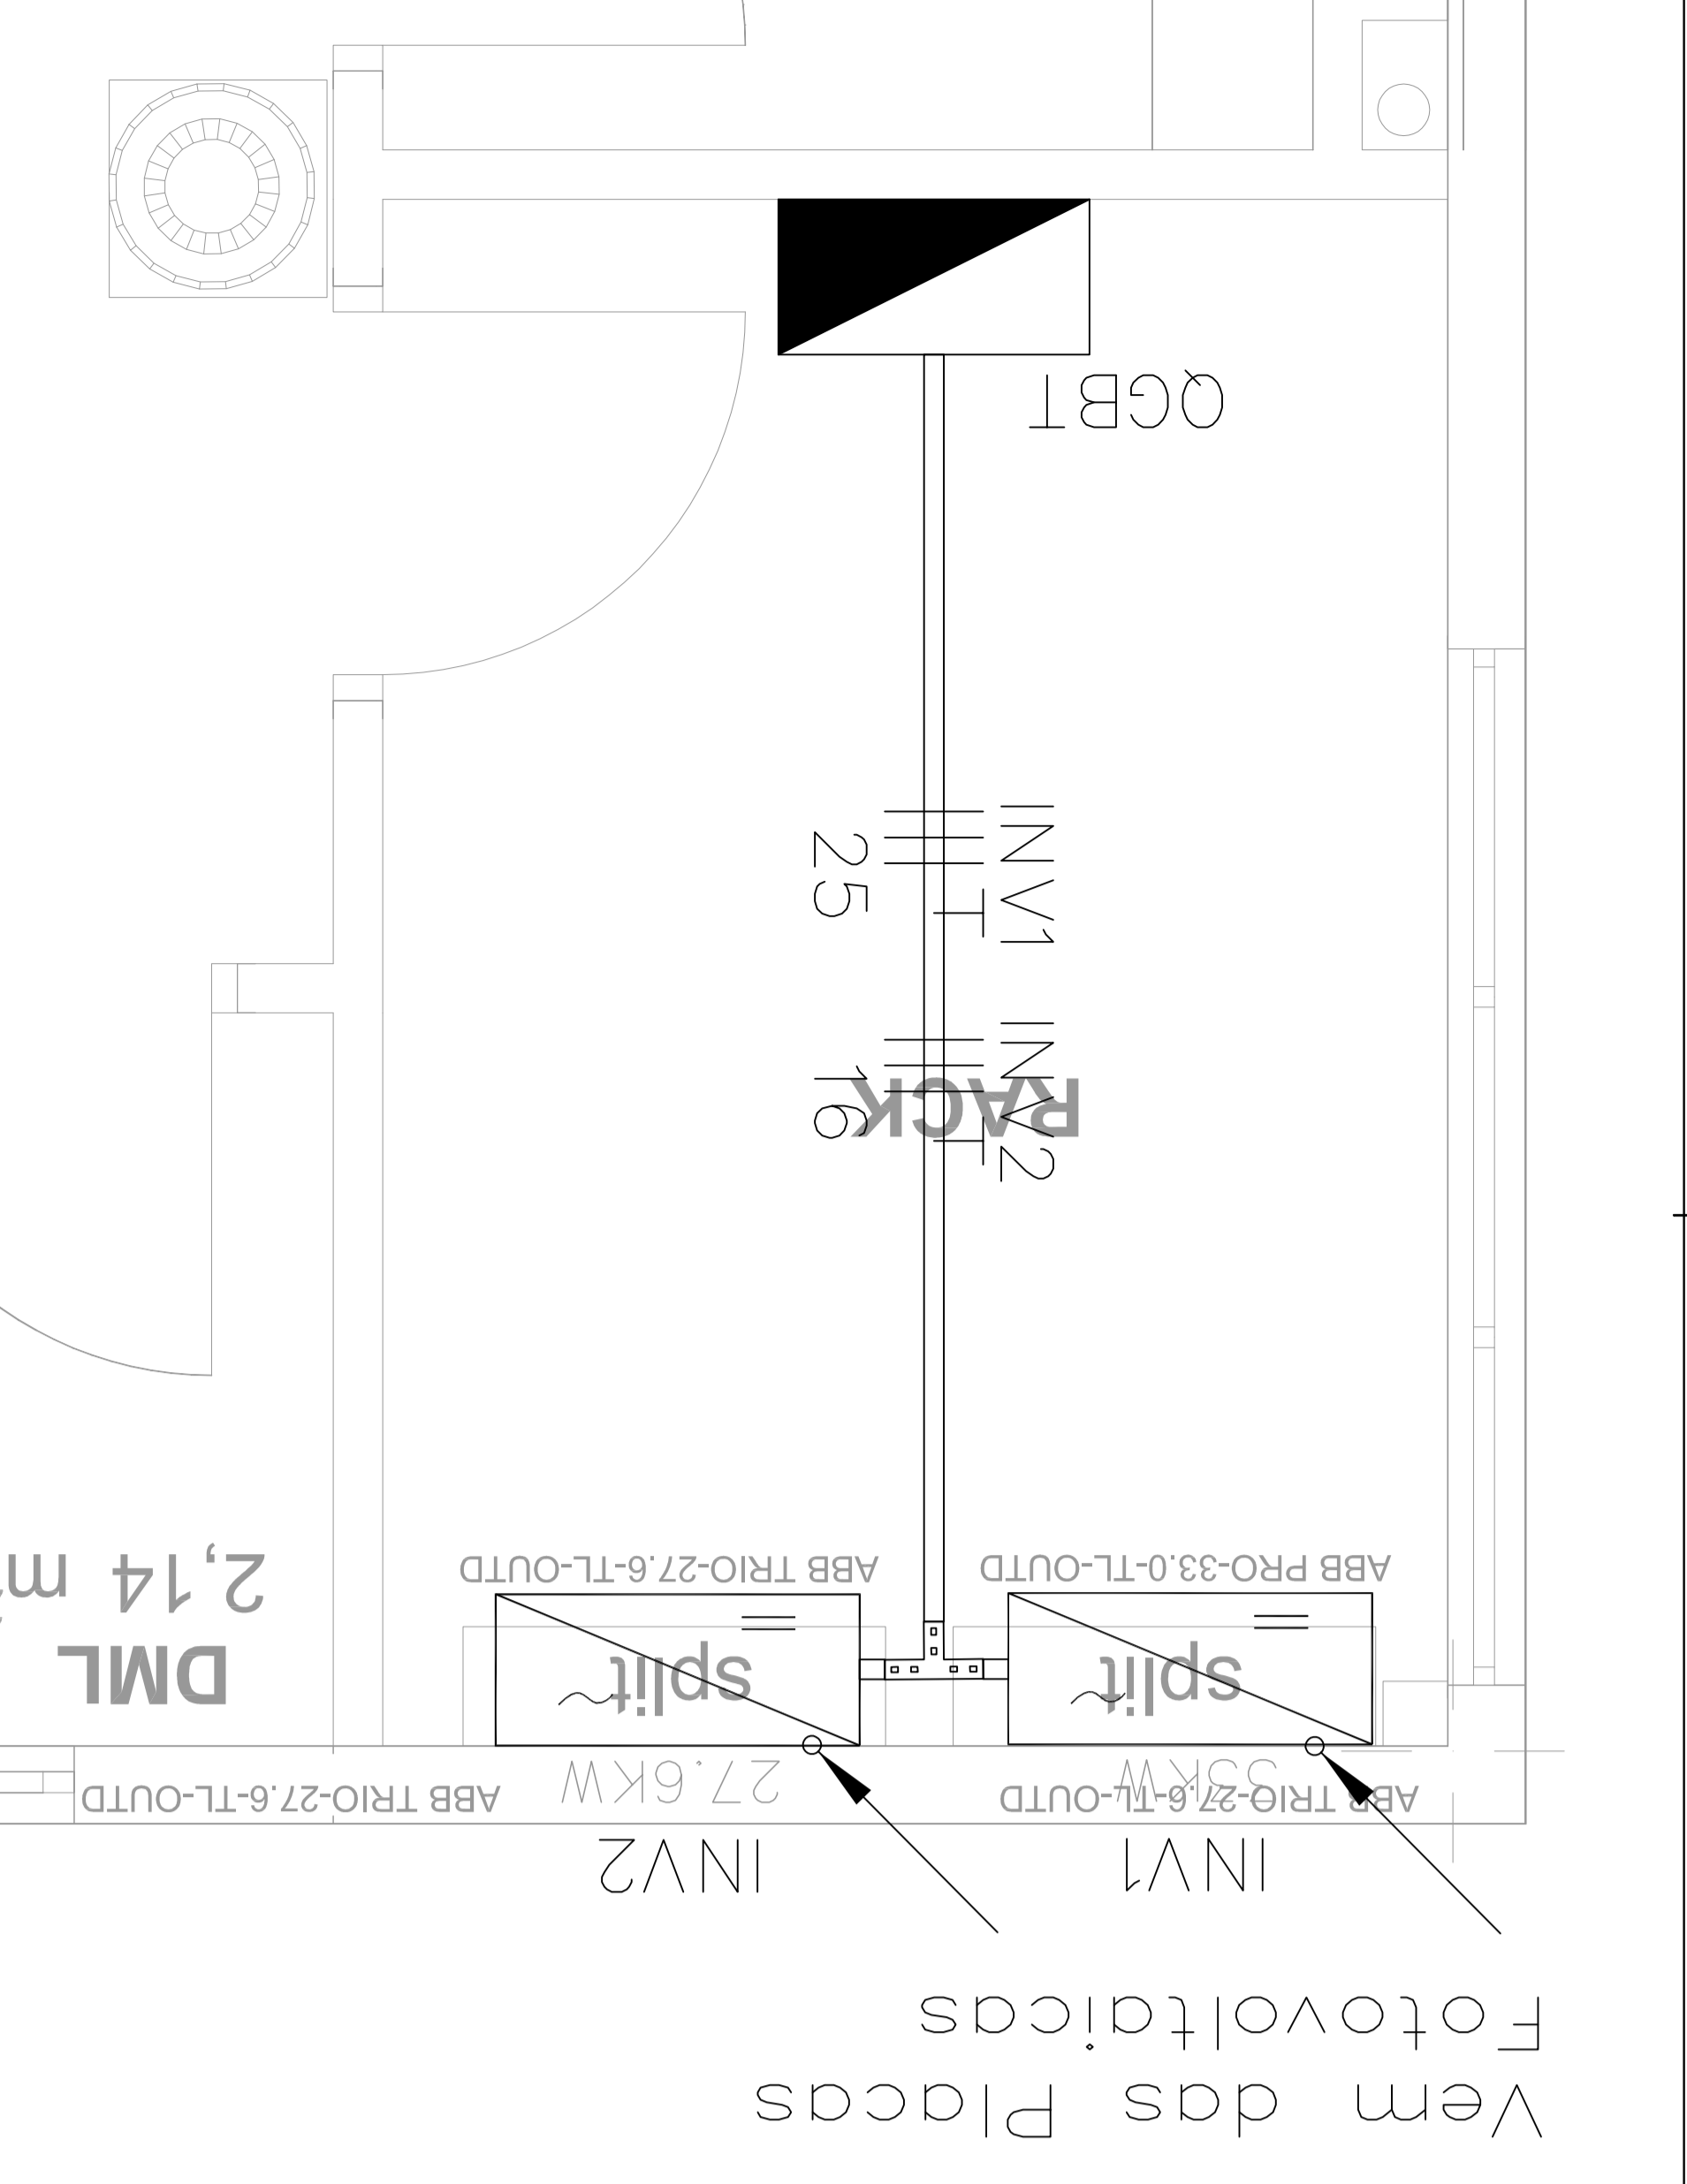 Vem das Placas
Fotovoltaicas
INV1
INV2
ABB TRIO-27.6-TL-OUTD
33KW
27.6KW
ABB TRIO-27.6-TL-OUTD
split
split
DML
2,14 m
ABB PRO-33.0-TL-OUTD
ABB TRIO-27.6-TL-OUTD
INV2
16
RACK
INV1
25
QGBT